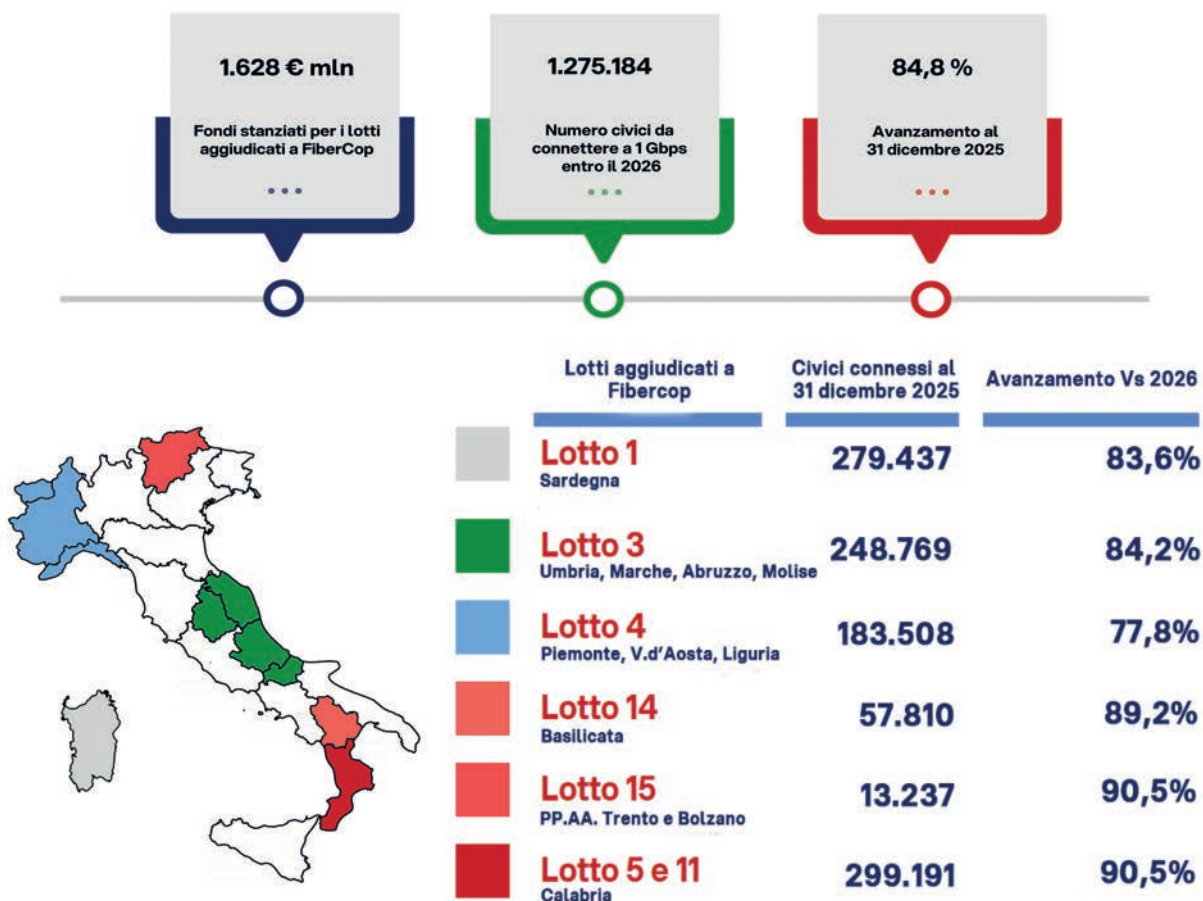 1.628 € mln
Fondi stanziati per i lotti
aggiudicati a FiberCop
1.275.184
Numero civici da
connettere a 1 Gbps
entro il 2026
84,8 %
Avanzamento al
31 dicembre 2025
Lotti aggiudicati a
Fibercop
Civici connessi al
31 dicembre 2025
Avanzamento Vs 2026
Lotto 1
Sardegna
279.437
83,6%
Lotto 3
Umbria, Marche, Abruzzo, Molise
248.769
84,2%
Lotto 4
Piemonte, V.d'Aosta, Liguria
183.508
77,8%
Lotto 14
Basilicata
57.810
89,2%
Lotto 15
PP.AA. Trento e Bolzano
13.237
90,5%
Lotto 5 e 11
Calabria
299.191
90,5%